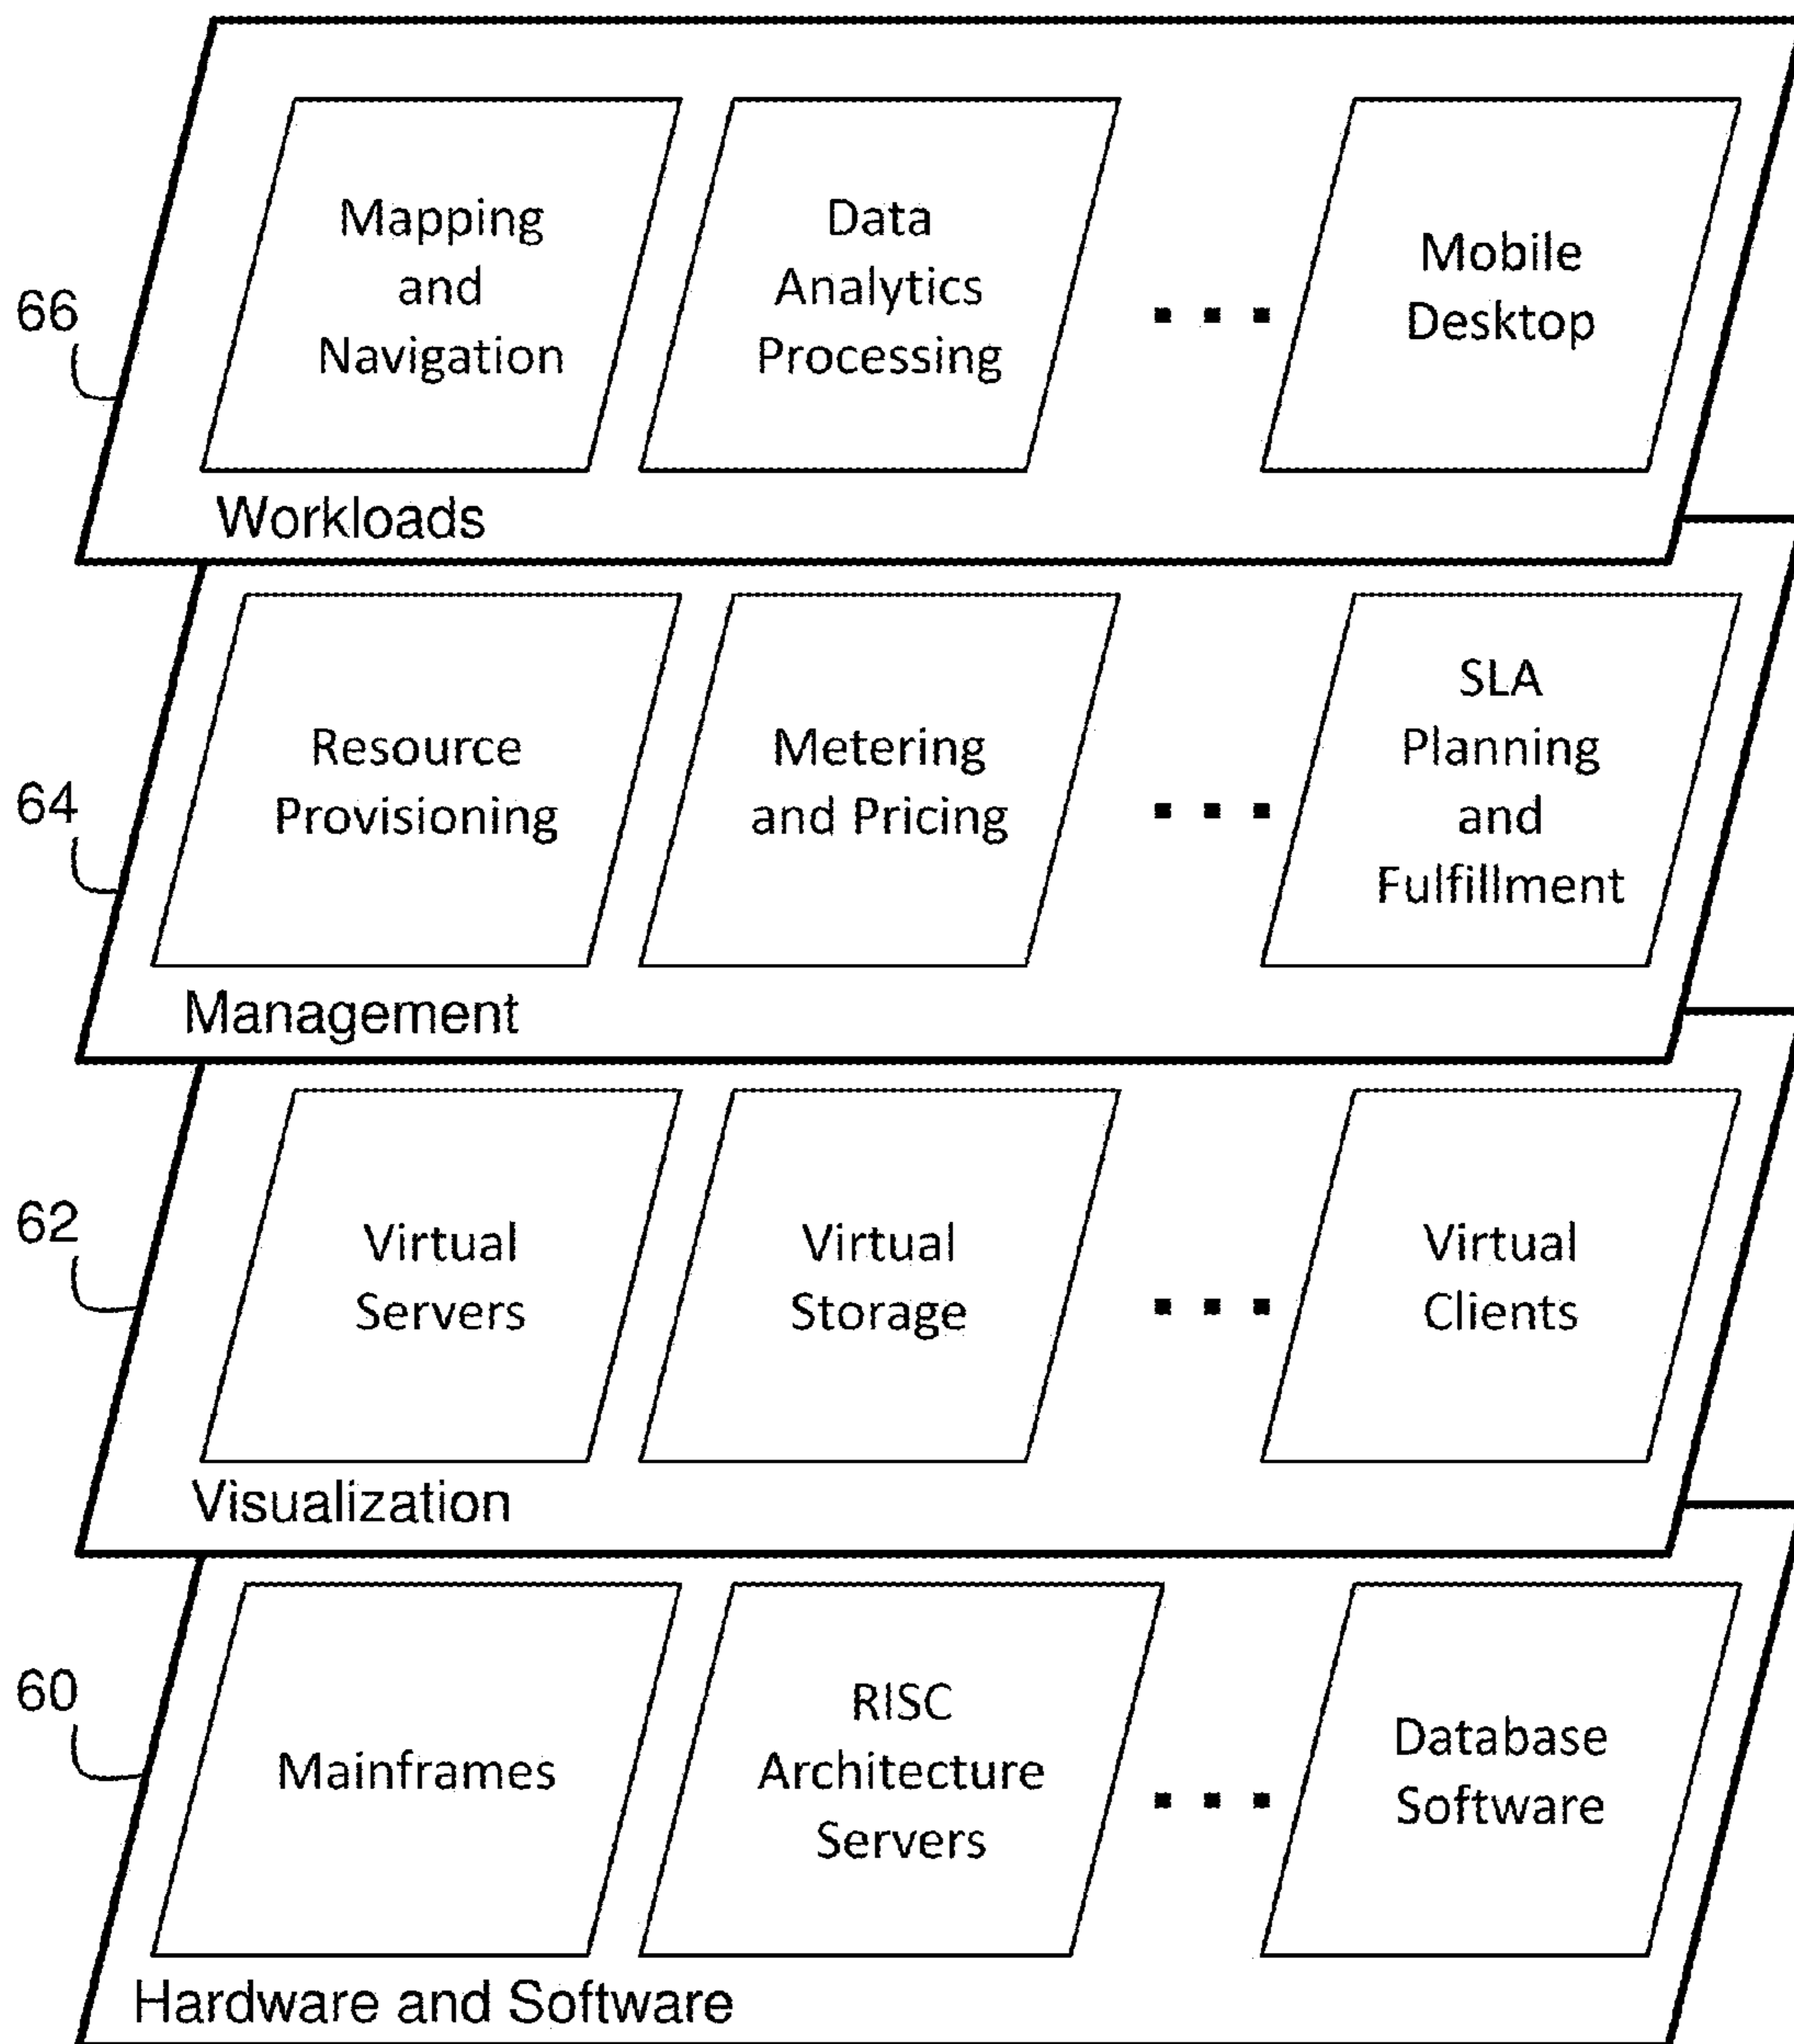 66
Mapping
and
Navigation
Data
Analytics
Processing
Mobile
Desktop
Workloads
64
Resource
Provisioning
Metering
and Pricing
SLA
Planning
and
Fulfillment
Management
62
Virtual
Servers
Virtual
Storage
Virtual
Clients
Visualization
60
Mainframes
RISC
Architecture
Servers
Database
Software
Hardware and Software